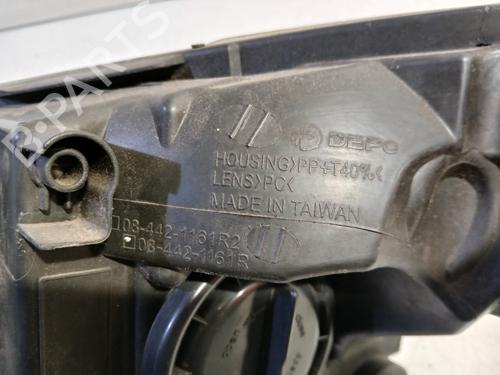 DEPO
HOUSING>PP+T40%<
LENS>PC<
MADE IN TAIWAN
08-442-1161R2
08-442-1161R
B-PARTS